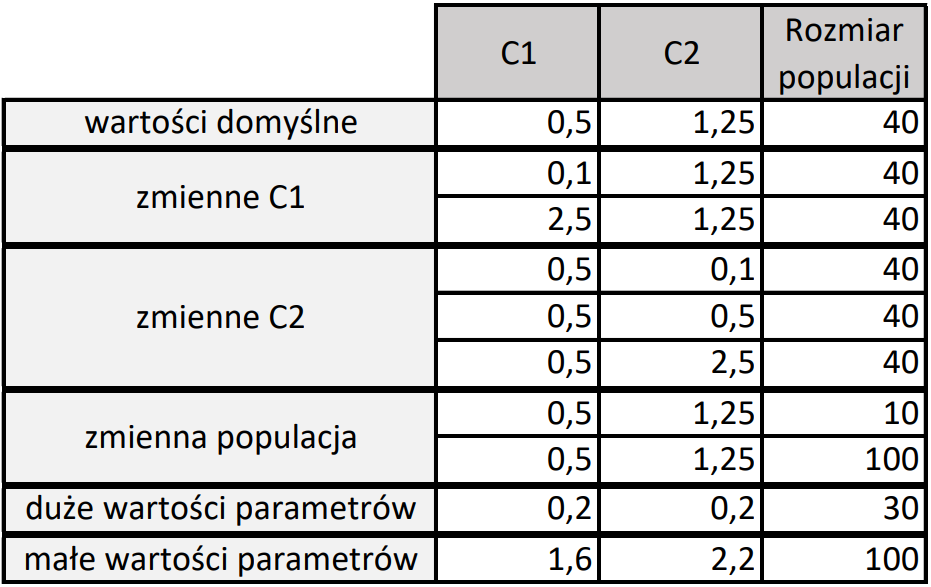 C1 C2 Rozmiar
populacji
wartości domyślne 0,5 1,25 40
zmienne C1 0,1 1,25 40
2,5 1,25 40
zmienne C2 0,5 0,1 40
0,5 0,5 40
0,5 2,5 40
zmienna populacja 0,5 1,25 10
0,5 1,25 100
duże wartości parametrów 0,2 0,2 30
małe wartości parametrów 1,6 2,2 100